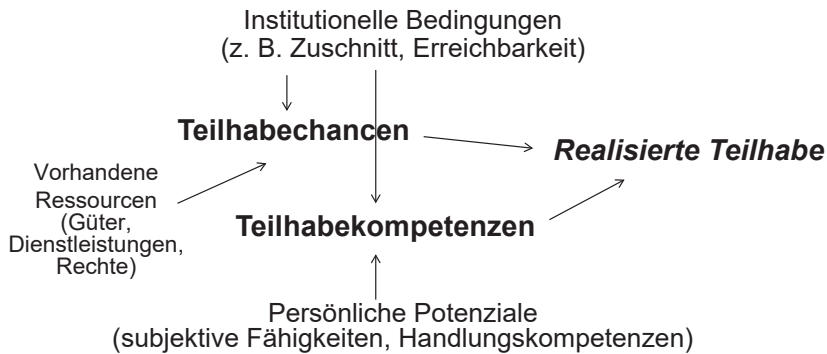 Institutionelle Bedingungen
(z. B. Zuschnitt, Erreichbarkeit)
Teilhabechancen
Realisierte Teilhabe
Vorhandene
Ressourcen
(Güter,
Dienstleistungen,
Rechte)
Teilhabekompetenzen
Persönliche Potenziale
(subjektive Fähigkeiten, Handlungskompetenzen)